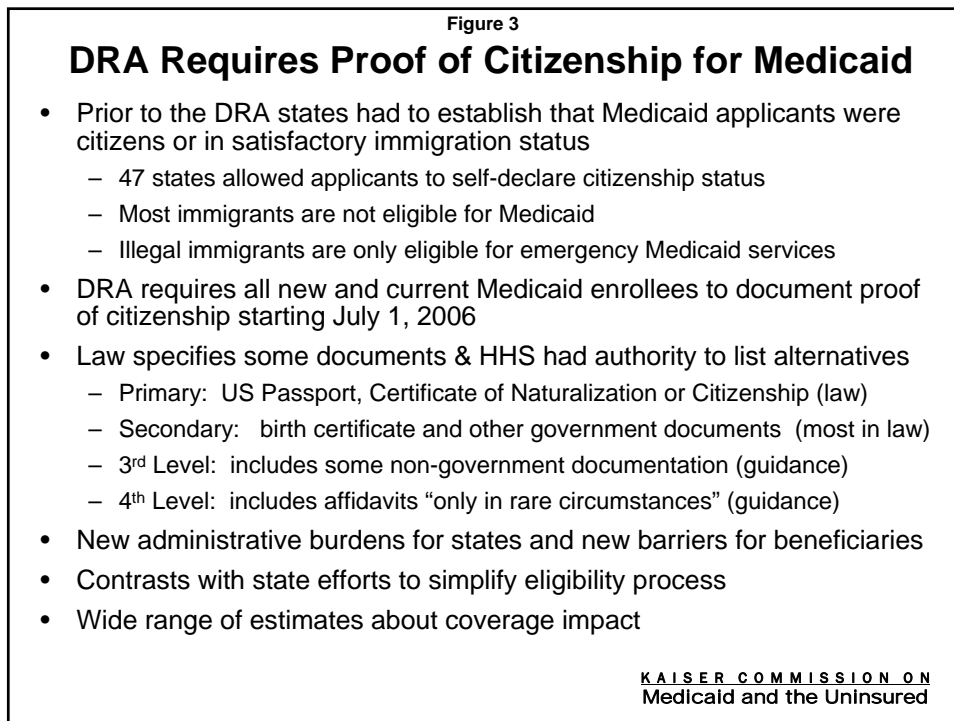 Figure 3
DRA Requires Proof of Citizenship for Medicaid
• Prior to the DRA states had to establish that Medicaid applicants were
citizens or in satisfactory immigration status
– 47 states allowed applicants to self-declare citizenship status
– Most immigrants are not eligible for Medicaid
– Illegal immigrants are only eligible for emergency Medicaid services
• DRA requires all new and current Medicaid enrollees to document proof
of citizenship starting July 1, 2006
• Law specifies some documents & HHS had authority to list alternatives
– Primary: US Passport, Certificate of Naturalization or Citizenship (law)
– Secondary: birth certificate and other government documents (most in law)
– 3rd Level: includes some non-government documentation (guidance)
– 4th Level: includes affidavits “only in rare circumstances” (guidance)
• New administrative burdens for states and new barriers for beneficiaries
• Contrasts with state efforts to simplify eligibility process
• Wide range of estimates about coverage impact
KAISER COMMISSION ON
Medicaid and the Uninsured